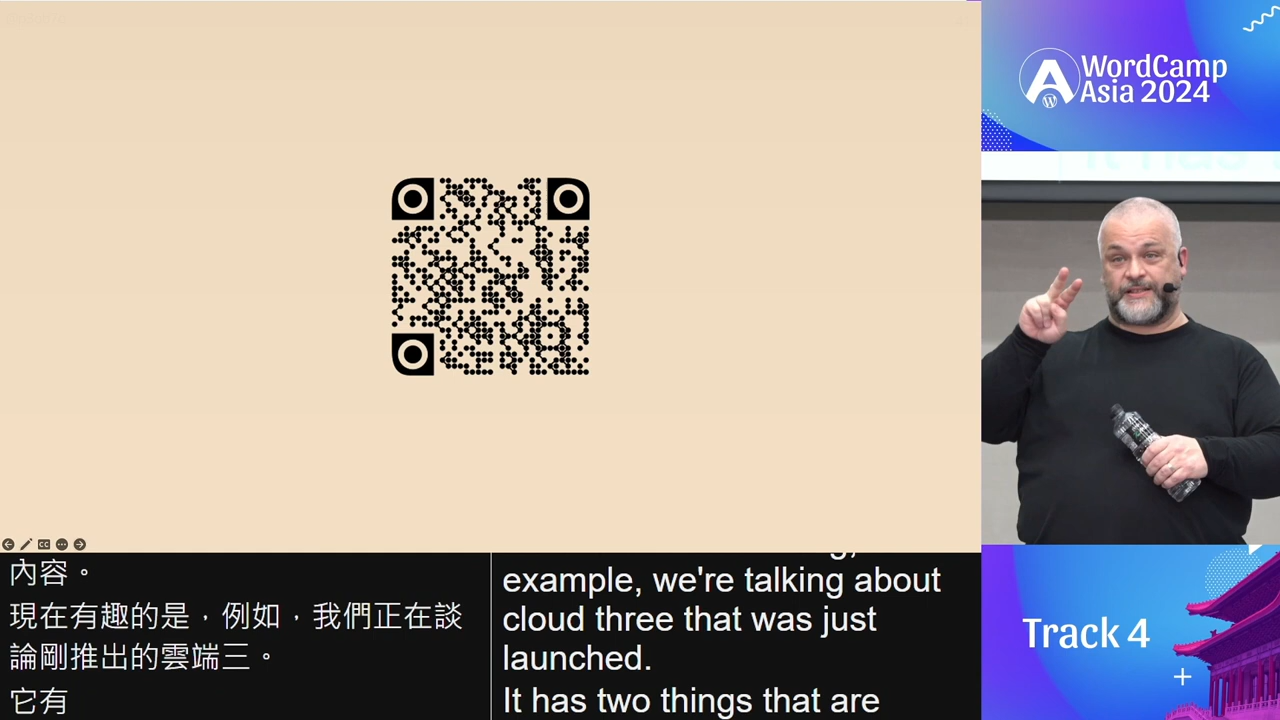 WordCamp
Asia 2024
內容。
現在有趣的是，例如，我們正在談
論剛推出的雲端三。
它有
example, we're talking about
cloud three that was just
launched.
It has two things that are
Track 4